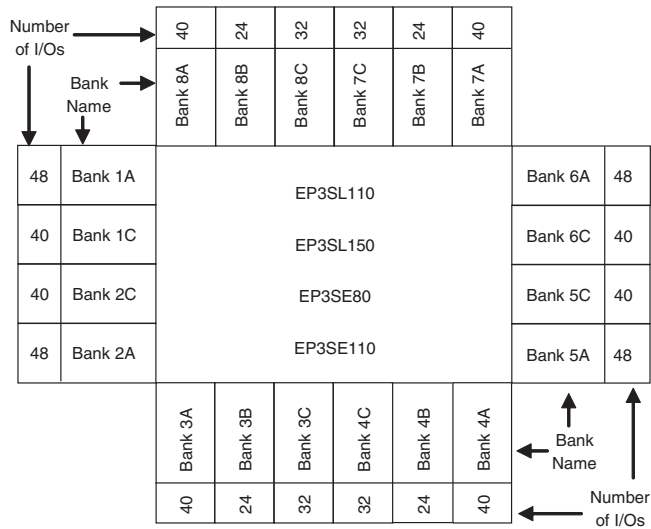 Number
of I/Os
40 24 32 32 24 40
Bank
Name
Bank 8A Bank 8B Bank 8C Bank 7C Bank 7B Bank 7A
48 Bank 1A
40 Bank 1C
40 Bank 2C
48 Bank 2A
EP3SL110
EP3SL150
EP3SE80
EP3SE110
Bank 6A 48
Bank 6C 40
Bank 5C 40
Bank 5A 48
Bank 3A Bank 3B Bank 3C Bank 4C Bank 4B Bank 4A
Bank
Name
40 24 32 32 24 40
Number
of I/Os